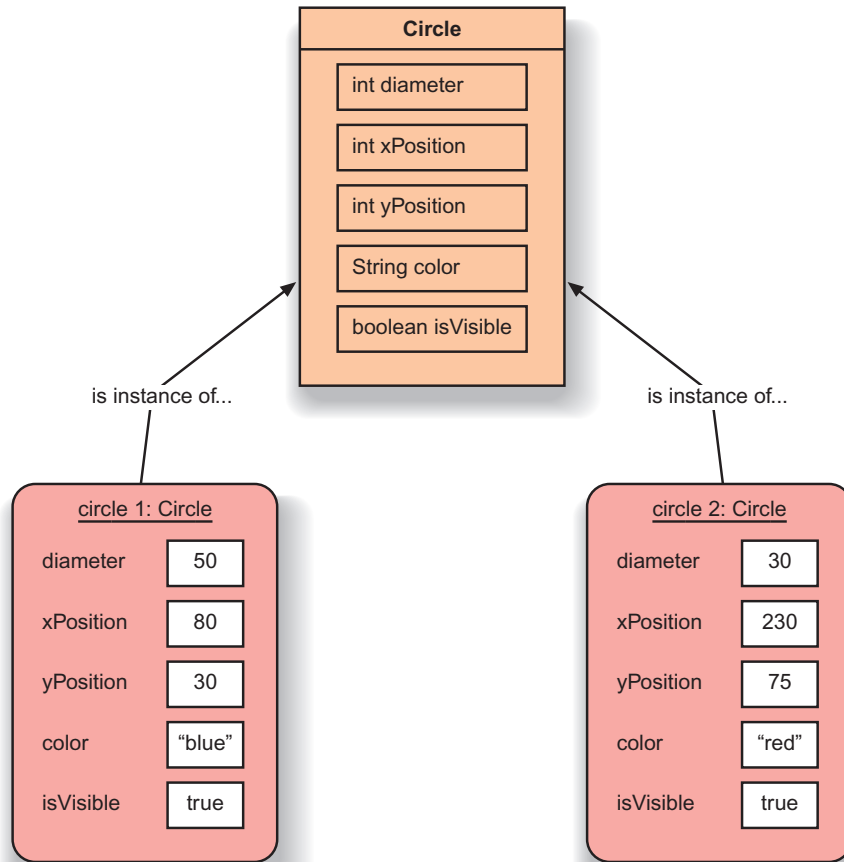 Circle
int diameter
int xPosition
int yPosition
String color
boolean isVisible
is instance of...
is instance of...
circle 1: Circle
diameter 50
xPosition 80
yPosition 30
color “blue”
isVisible true
circle 2: Circle
diameter 30
xPosition 230
yPosition 75
color “red”
isVisible true